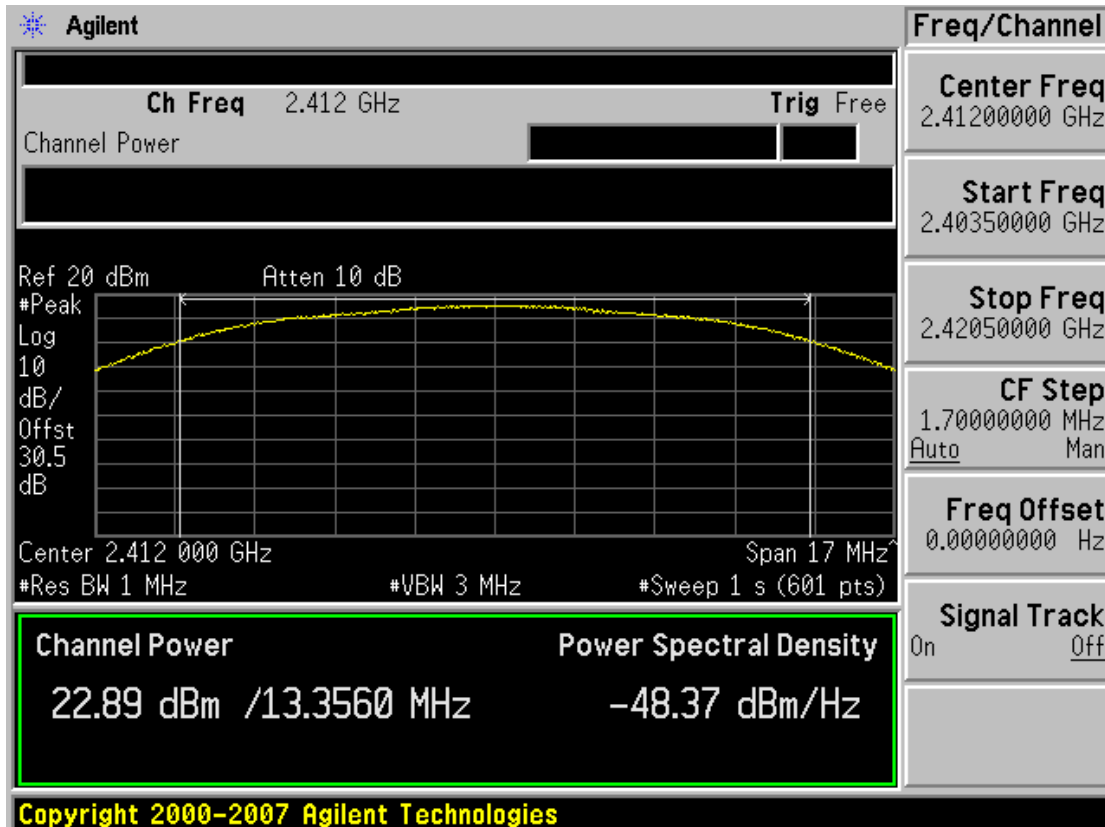 Agilent
Freq/Channel
Ch Freq 2.412 GHz Trig Free
Channel Power
Center Freq
2.41200000 GHz
Start Freq
2.40350000 GHz
Stop Freq
2.42050000 GHz
CF Step
1.70000000 MHz
Auto Man
Freq Offset
0.00000000 Hz
Signal Track
On Off
Ref 20 dBm Atten 10 dB
#Peak
Log
10
dB/
Offst
30.5
dB
Center 2.412 000 GHz Span 17 MHz^
#Res BW 1 MHz #VBW 3 MHz #Sweep 1 s (601 pts)
Channel Power Power Spectral Density
22.89 dBm /13.3560 MHz -48.37 dBm/Hz
Copyright 2000-2007 Agilent Technologies